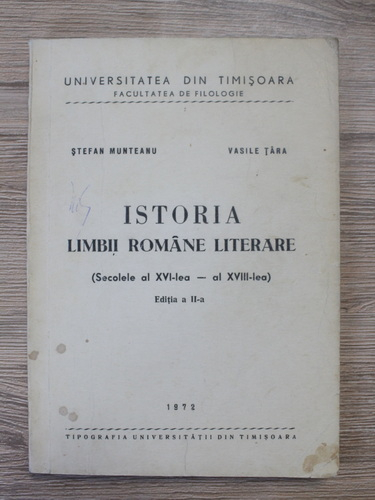 UNIVERSITATEA DIN TIMIȘOARA
FACULTATEA DE FILOLOGIE
ȘTEFAN MUNTEANU VASILE ȚÂRA
ISTORIA
LIMBII ROMÂNE LITERARE
(Secolele al XVI-lea — al XVIII-lea)
Ediția a II-a
1972
TIPOGRAFIA UNIVERSITĂȚII DIN TIMIȘOARA